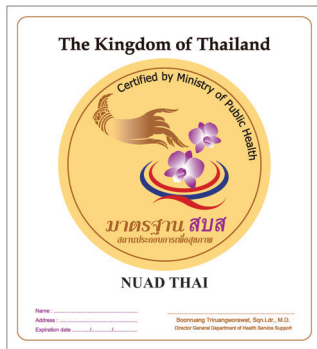 The Kingdom of Thailand
Certified by Ministry of Public Health
มาตรฐาน สบส
สถานประกอบการเพื่อสุขภาพ
NUAD THAI
Name : ................................................
Address : ................................................
Expiration date ........./........./.........
Boonruang Triruangworawat, Sqn.Ldr., M.D.
Director General Department of Health Service Support